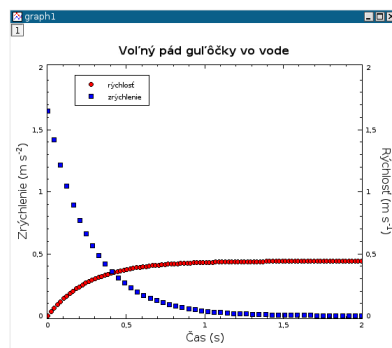 graph1
1
Voľný pád guľôčky vo vode
rýchlosť
zrýchlenie
Zrýchlenie (m s⁻²)
Rýchlosť (m s⁻¹)
2
1,5
1
0,5
0
2
1,5
1
0,5
0
0
0,5
1
1,5
2
Čas (s)